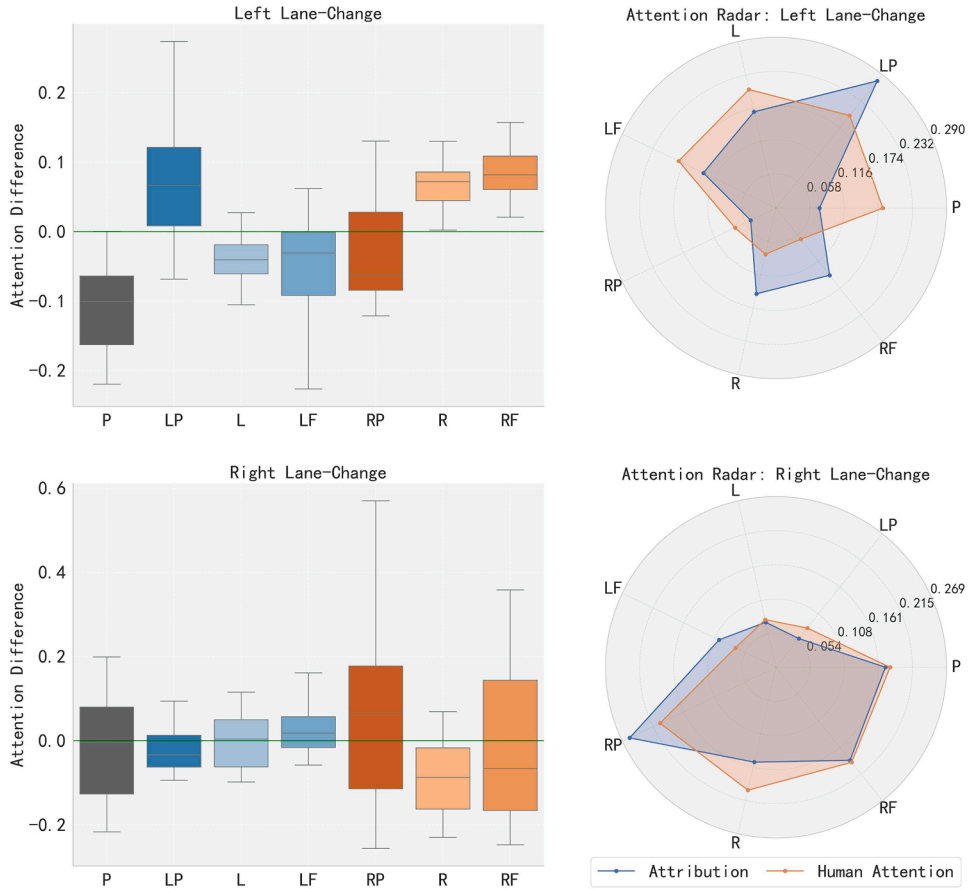 Left Lane-Change
Attention Difference
0.2
0.1
0.0
-0.1
-0.2
P LP L LF RP R RF
Attention Radar: Left Lane-Change
L
LP
LF
0.290
0.232
0.174
0.116
0.058
P
RP
RF
R
Right Lane-Change
Attention Difference
0.6
0.4
0.2
0.0
-0.2
P LP L LF RP R RF
Attention Radar: Right Lane-Change
L
LP
LF
0.269
0.215
0.161
0.108
0.054
P
RP
RF
R
Attribution Human Attention